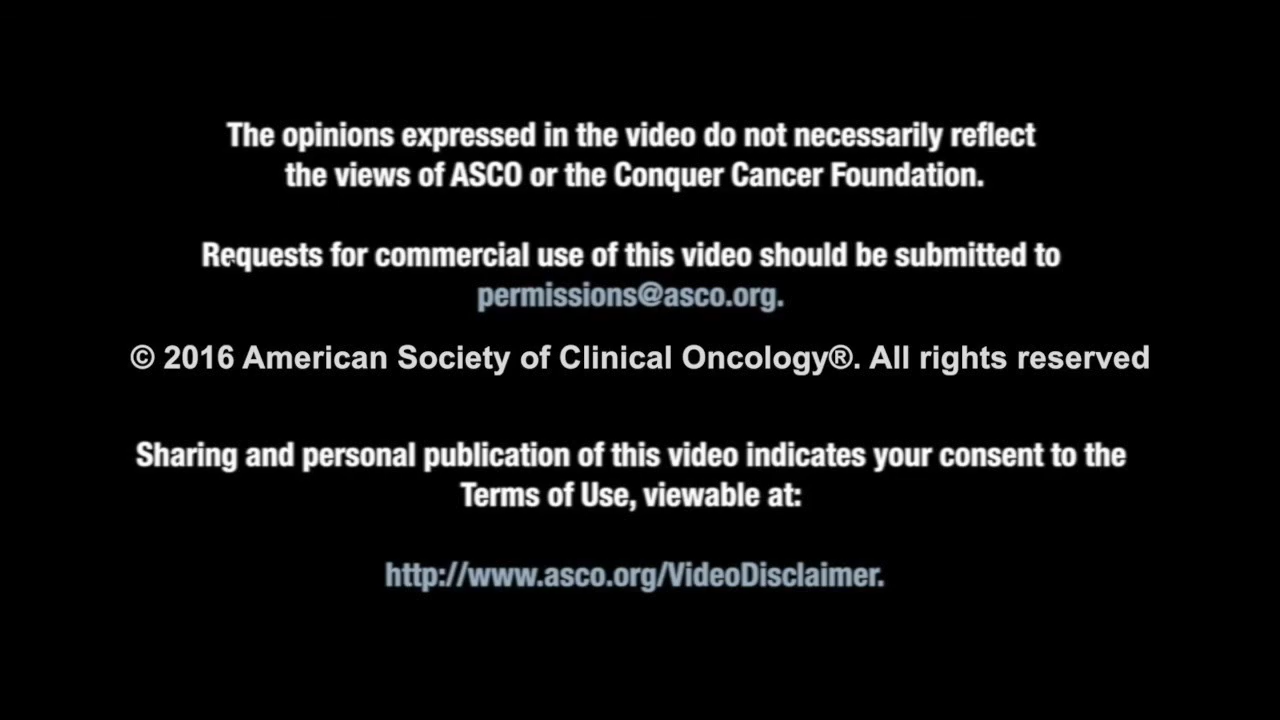 The opinions expressed in the video do not necessarily reflect
the views of ASCO or the Conquer Cancer Foundation.
Requests for commercial use of this video should be submitted to
permissions@asco.org.
© 2016 American Society of Clinical Oncology®. All rights reserved
Sharing and personal publication of this video indicates your consent to the
Terms of Use, viewable at:
http://www.asco.org/VideoDisclaimer.